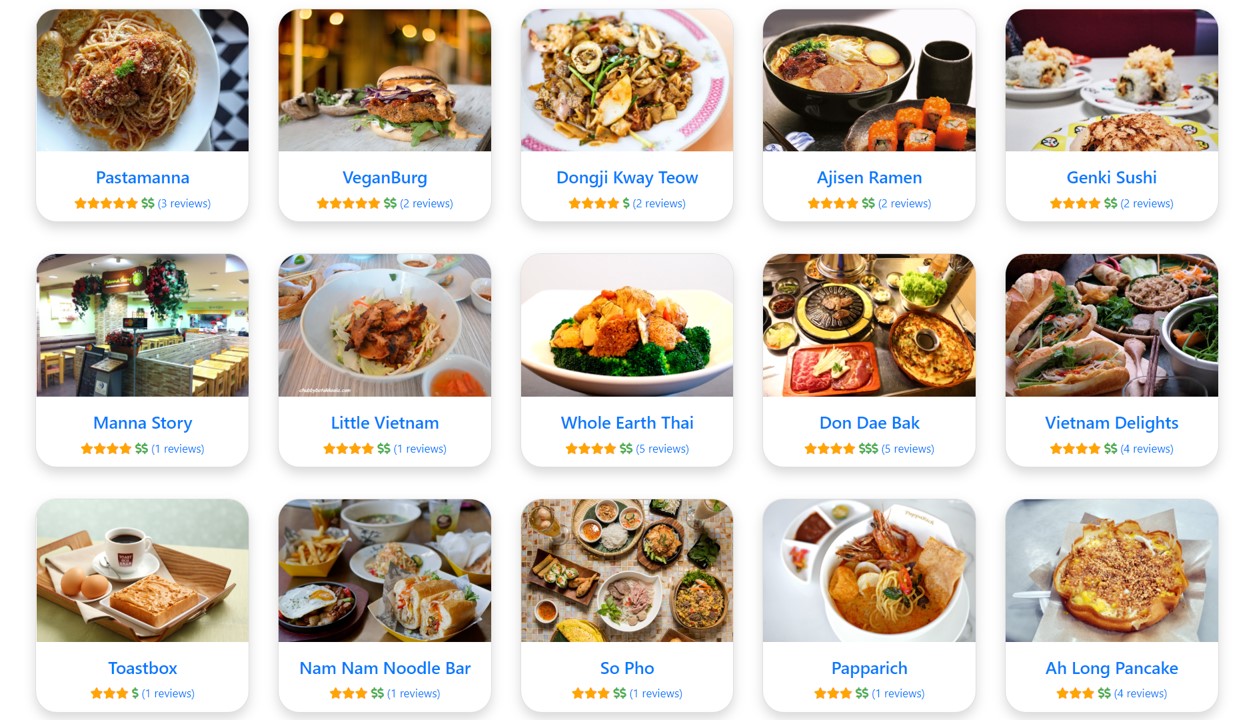 Pastamanna
$$ (3 reviews)
VeganBurg
$$ (2 reviews)
Dongji Kway Teow
$ (2 reviews)
Ajisen Ramen
$$ (2 reviews)
Genki Sushi
$$ (2 reviews)
Manna Story
$$ (1 reviews)
Little Vietnam
$$ (1 reviews)
Whole Earth Thai
$$ (5 reviews)
Don Dae Bak
$$$ (5 reviews)
Vietnam Delights
$$ (4 reviews)
PappaRich
Toastbox
$ (1 reviews)
Nam Nam Noodle Bar
$$ (1 reviews)
So Pho
$$ (1 reviews)
Papparich
$$ (1 reviews)
Ah Long Pancake
$$ (4 reviews)